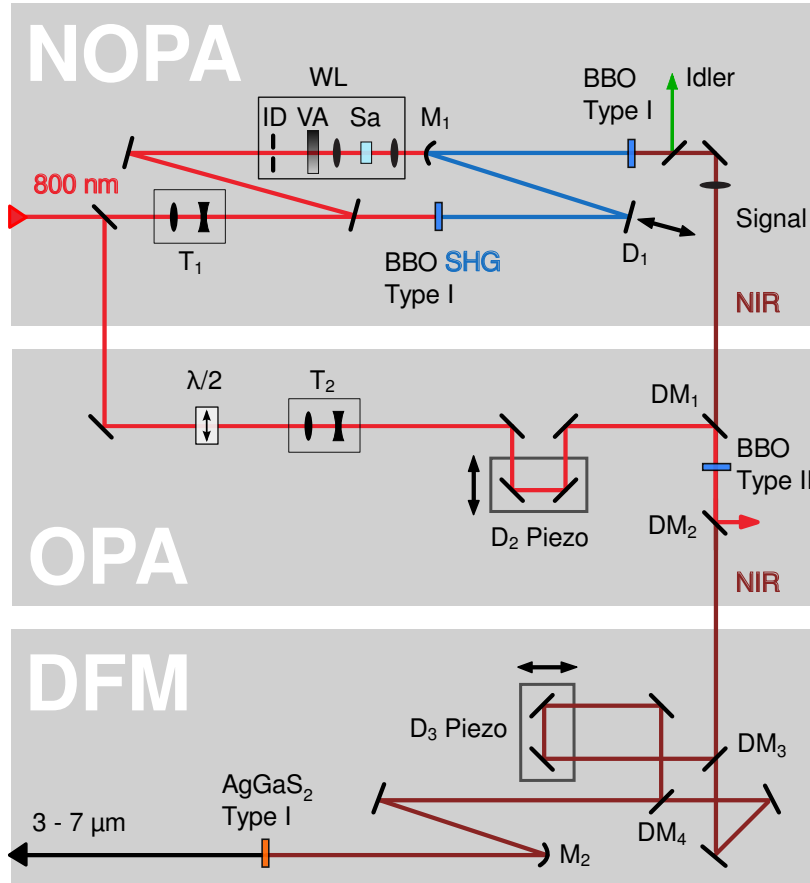 NOPA
WL
ID VA Sa
M₁
BBO
Type I
Idler
800 nm
T₁
BBO SHG
Type I
D₁
Signal
NIR
λ/2
T₂
DM₁
BBO
Type II
D₂ Piezo
DM₂
OPA
NIR
DFM
D₃ Piezo
DM₃
AgGaS₂
Type I
3 - 7 µm
DM₄
M₂